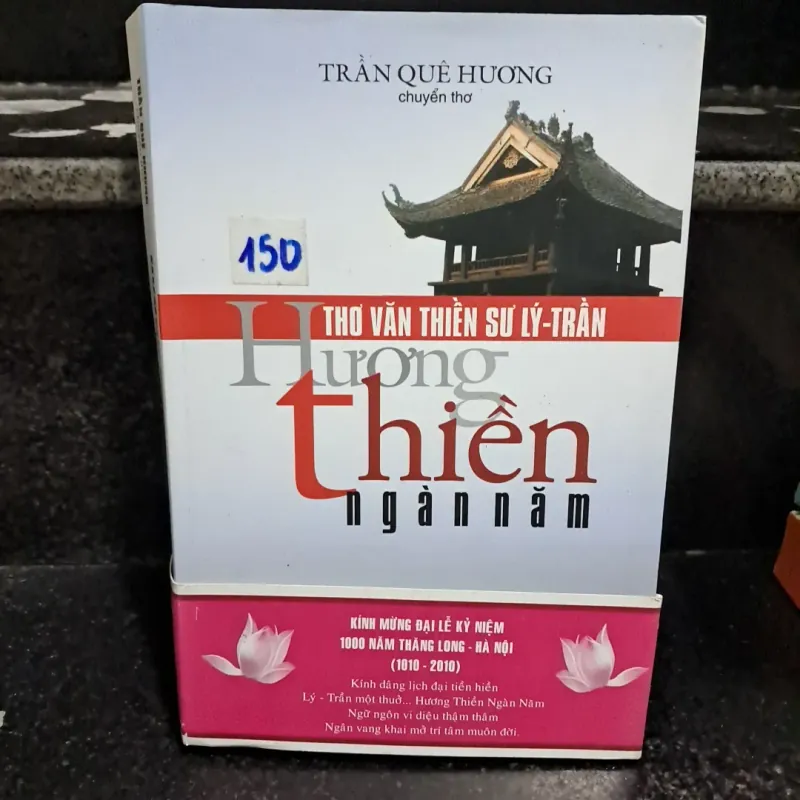 TRẦN QUÊ HƯƠNG
chuyển thơ
150
THƠ VĂN THIỀN SƯ LÝ-TRẦN
Hương
thiền
ngàn năm
KÍNH MỪNG ĐẠI LỄ KỶ NIỆM
1000 NĂM THĂNG LONG - HÀ NỘI
(1010 - 2010)
Kính dâng lịch đại tiền hiền
Lý - Trần một thuở... Hương Thiền Ngàn Năm
Ngữ ngôn vi diệu thậm thâm
Ngân vang khai mở trí tâm muôn đời.
TRẦN QUÊ HƯƠNG